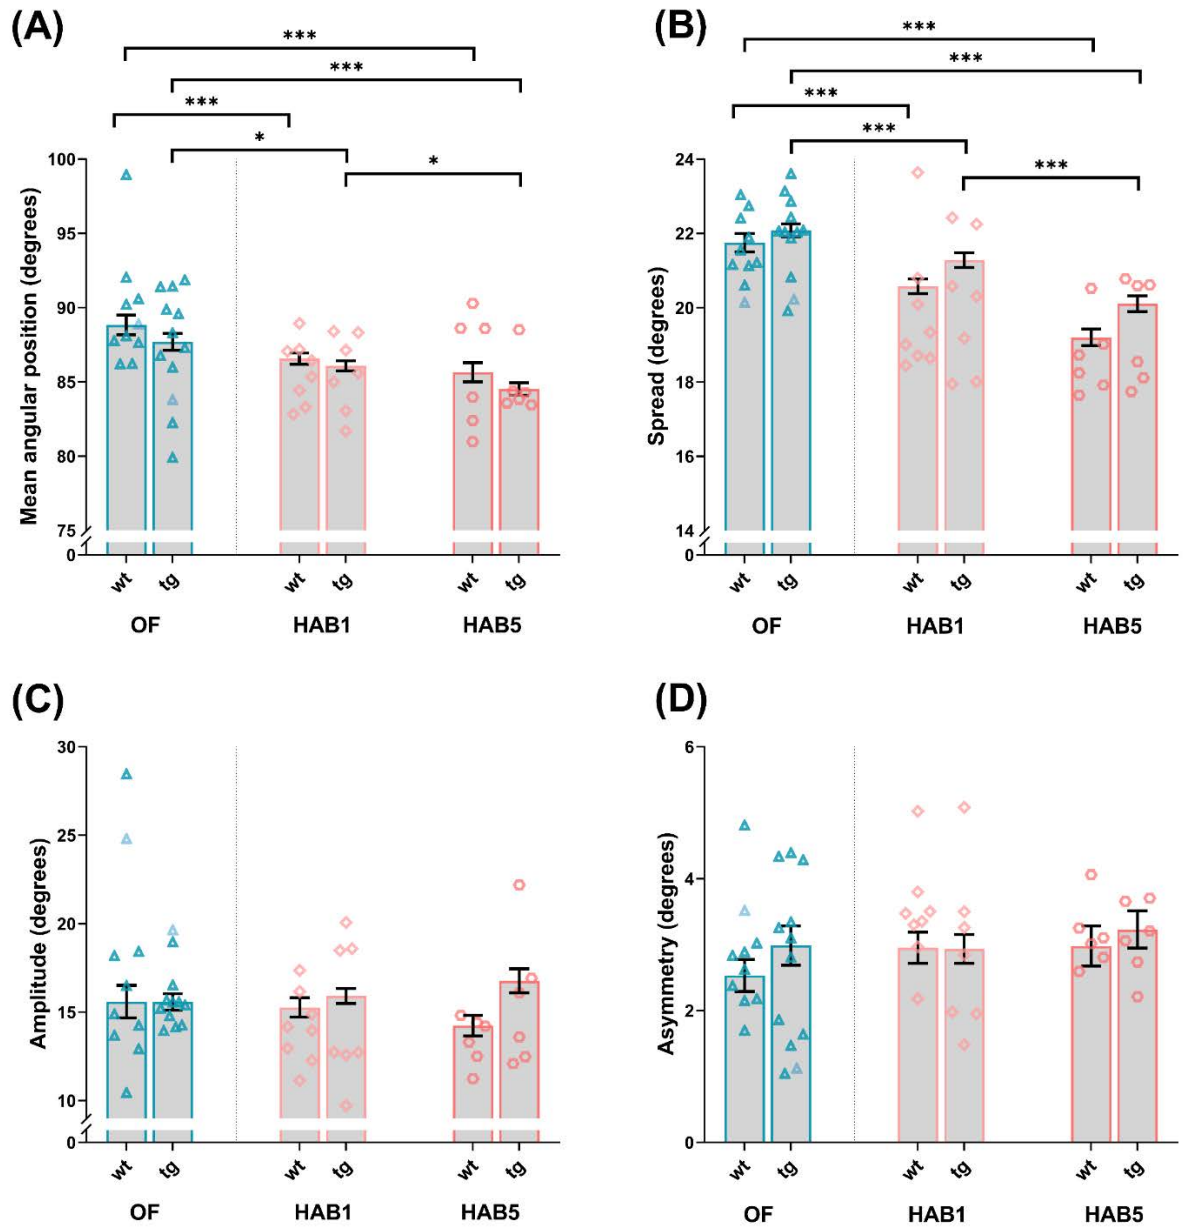 (A)
***
***
***
*
*
Mean angular position (degrees)
100
95
90
85
80
75
0
wt tg wt tg wt tg
OF HAB1 HAB5
(B)
***
***
***
***
***
Spread (degrees)
24
22
20
18
16
14
0
wt tg wt tg wt tg
OF HAB1 HAB5
(C)
Amplitude (degrees)
30
25
20
15
10
0
wt tg wt tg wt tg
OF HAB1 HAB5
(D)
Asymmetry (degrees)
6
4
2
0
wt tg wt tg wt tg
OF HAB1 HAB5